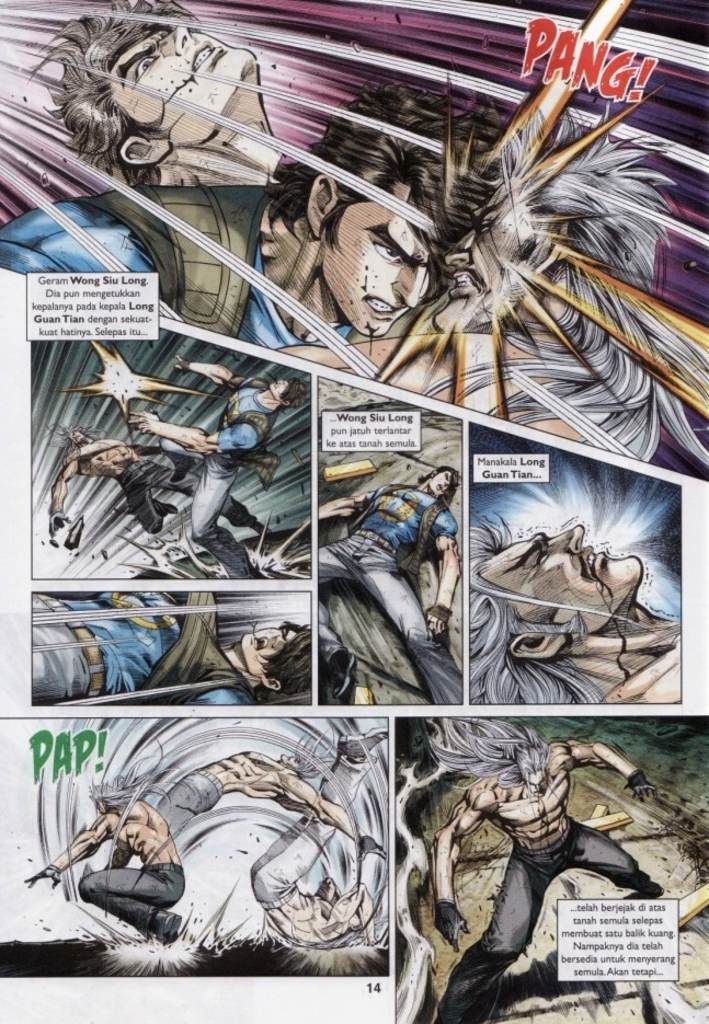 PANG!
Geram Wong Siu Long.
Dia pun mengetukkan
kepalanya pada kepala Long
Guan Tian dengan sekuat-
kuat hatinya. Selepas itu...
...Wong Siu Long
pun jatuh terlantar
ke atas tanah semula.
Manakala Long
Guan Tian...
PAP!
...telah berjejak di atas
tanah semula selepas
membuat satu balik kuang.
Nampaknya dia telah
bersedia untuk menyerang
semula. Akan tetapi...
14